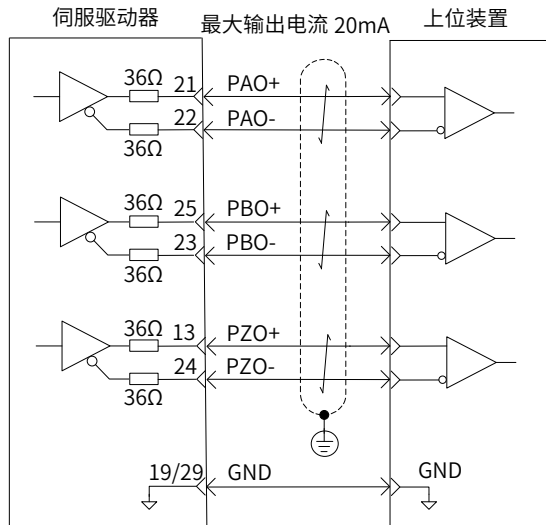 伺服驱动器 最大输出电流 20mA 上位装置
36Ω 21 PAO+
22 PAO-
36Ω
36Ω 25 PBO+
23 PBO-
36Ω
36Ω 13 PZO+
24 PZO-
36Ω
19/29 GND GND